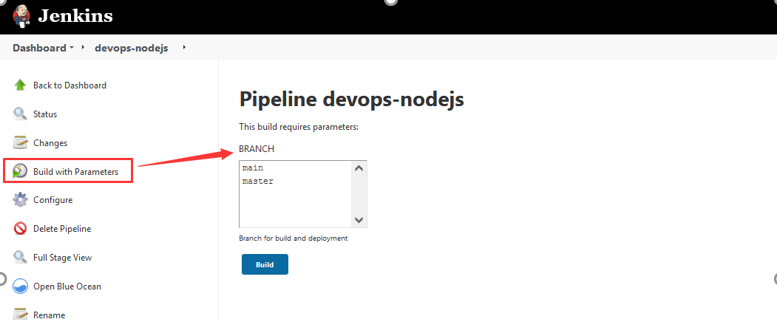 Jenkins
Dashboard devops-nodejs
Back to Dashboard
Status
Changes
Build with Parameters
Configure
Delete Pipeline
Full Stage View
Open Blue Ocean
Rename
Pipeline devops-nodejs
This build requires parameters:
BRANCH
main
master
Branch for build and deployment
Build